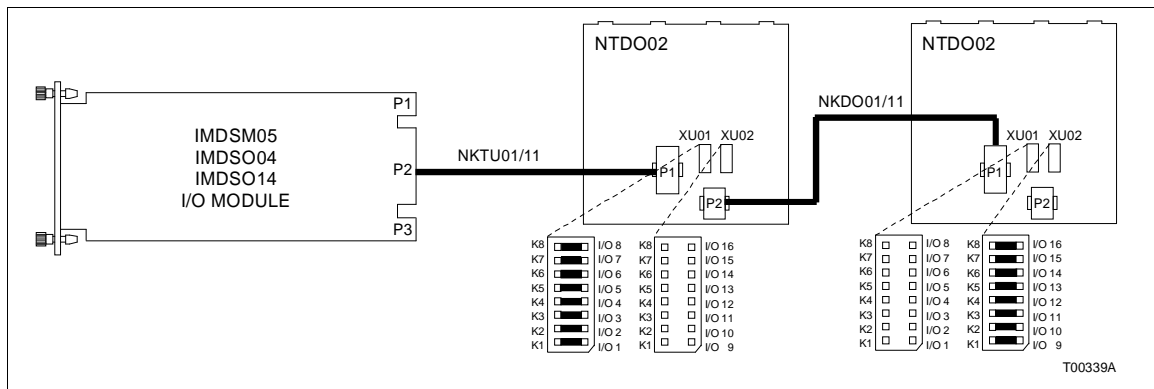 NTDO02
NTDO02
P1
IMDSM05
IMDSO04
IMDSO14
I/O MODULE
P2
P3
NKTU01/11
NKDO01/11
XU01 XU02
P1
P2
XU01 XU02
P1
P2
K8 I/O 8
K7 I/O 7
K6 I/O 6
K5 I/O 5
K4 I/O 4
K3 I/O 3
K2 I/O 2
K1 I/O 1
K8 I/O 16
K7 I/O 15
K6 I/O 14
K5 I/O 13
K4 I/O 12
K3 I/O 11
K2 I/O 10
K1 I/O 9
K8 I/O 8
K7 I/O 7
K6 I/O 6
K5 I/O 5
K4 I/O 4
K3 I/O 3
K2 I/O 2
K1 I/O 1
K8 I/O 16
K7 I/O 15
K6 I/O 14
K5 I/O 13
K4 I/O 12
K3 I/O 11
K2 I/O 10
K1 I/O 9
T00339A